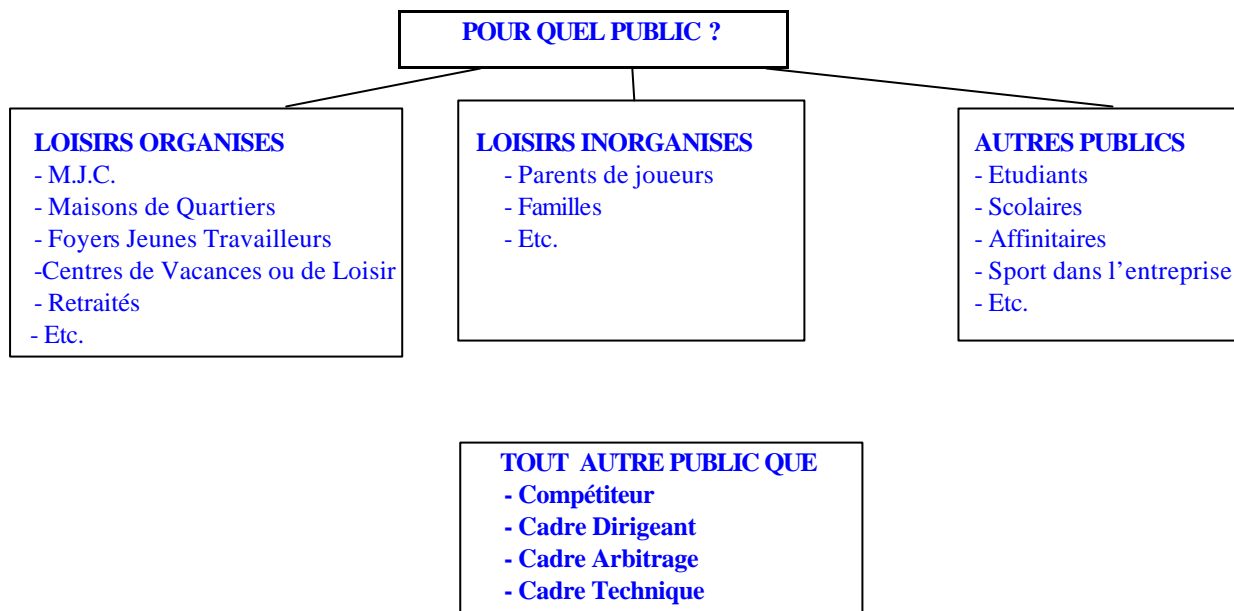 POUR QUEL PUBLIC ?
LOISIRS ORGANISES
- M.J.C.
- Maisons de Quartiers
- Foyers Jeunes Travailleurs
-Centres de Vacances ou de Loisir
- Retraités
- Etc.
LOISIRS INORGANISES
- Parents de joueurs
- Familles
- Etc.
AUTRES PUBLICS
- Etudiants
- Scolaires
- Affinitaires
- Sport dans l'entreprise
- Etc.
TOUT AUTRE PUBLIC QUE
- Compétiteur
- Cadre Dirigeant
- Cadre Arbitrage
- Cadre Technique